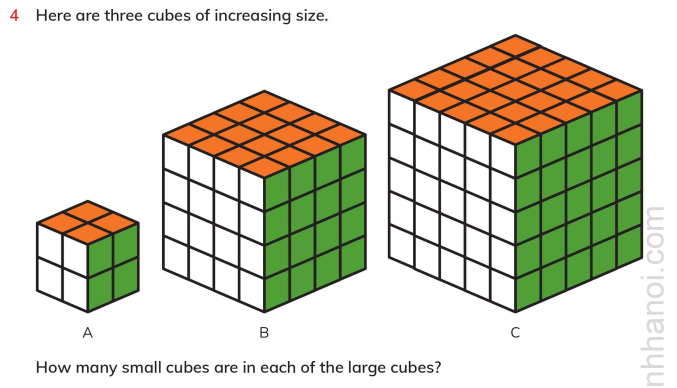 4 Here are three cubes of increasing size.
A
B
C
How many small cubes are in each of the large cubes?
nhhanoi.com